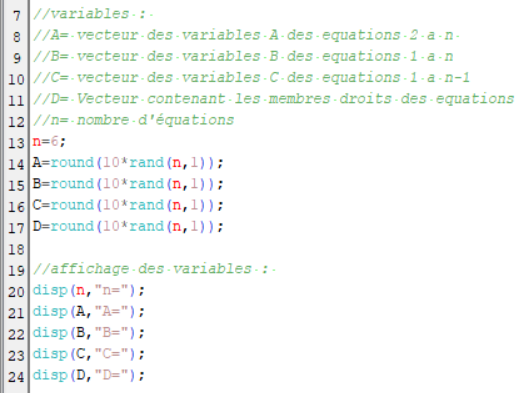 7 //variables :
8 //A= vecteur des variables A des equations 2 a n
9 //B= vecteur des variables B des equations 1 a n
10 //C= vecteur des variables C des equations 1 a n-1
11 //D= Vecteur contenant les membres droits des equations
12 //n= nombre d'équations
13 n=6;
14 A=round(10*rand(n,1));
15 B=round(10*rand(n,1));
16 C=round(10*rand(n,1));
17 D=round(10*rand(n,1));
18
19 //affichage des variables :
20 disp(n,"n=");
21 disp(A,"A=");
22 disp(B,"B=");
23 disp(C,"C=");
24 disp(D,"D=");